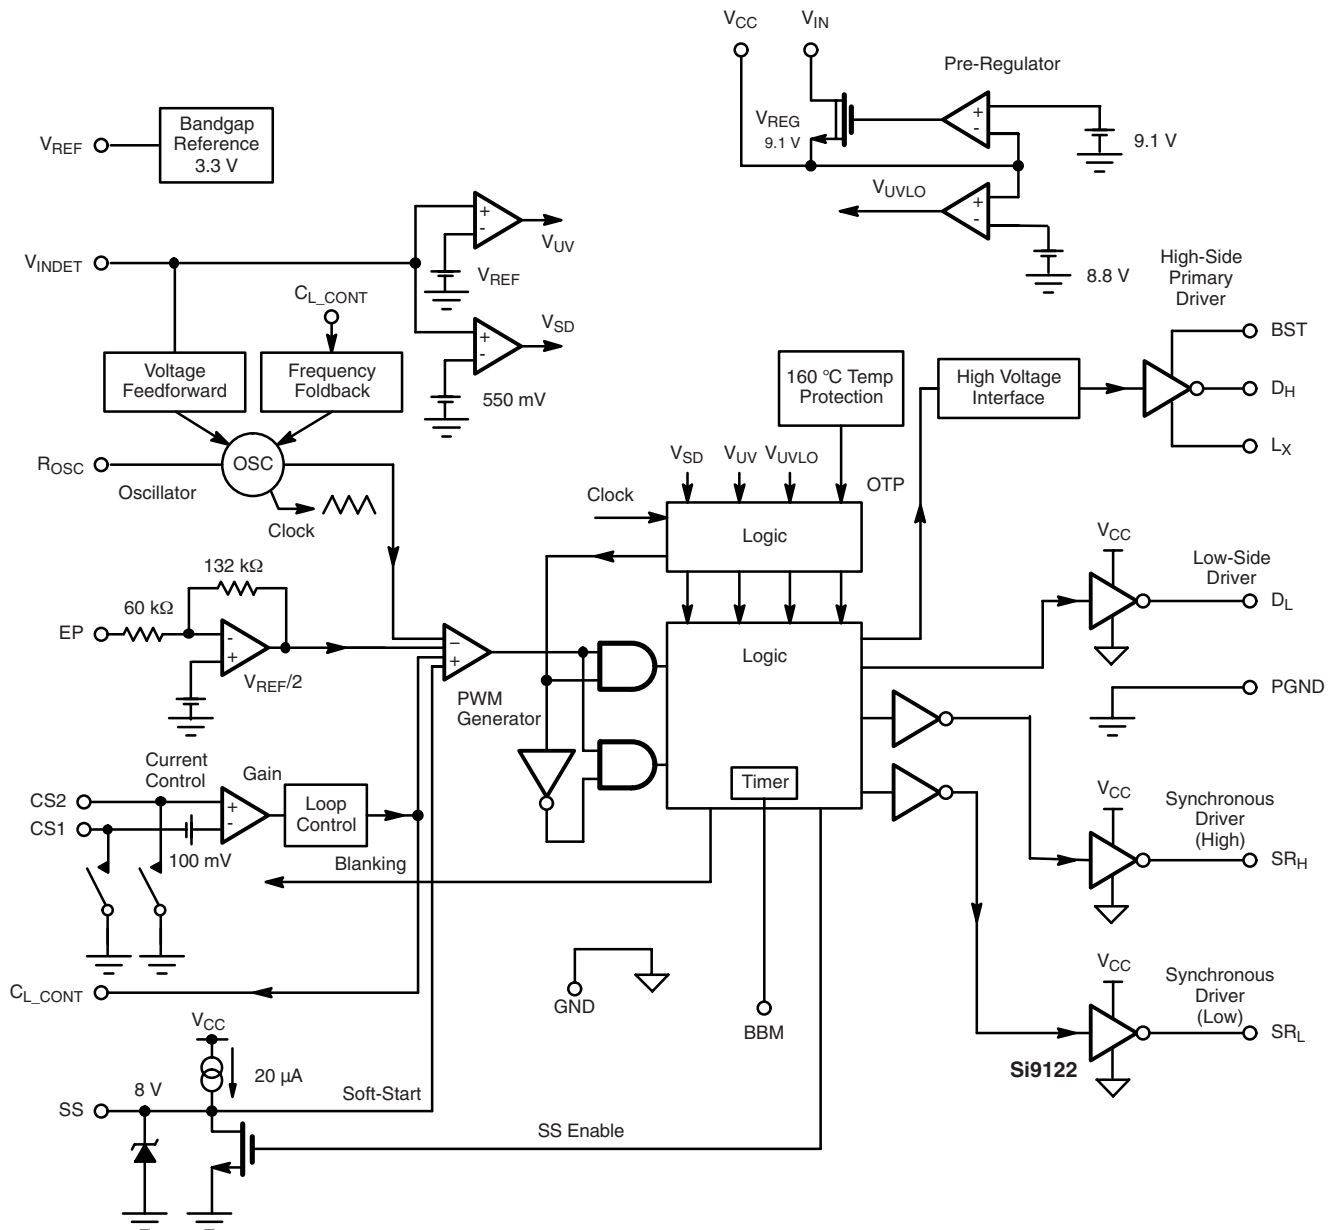 VCC
VIN
Pre-Regulator
VREG
9.1 V
+
-
9.1 V
VUVLO
+
-
8.8 V
VREF
Bandgap
Reference
3.3 V
+
-
VUV
VREF
VINDET
CL_CONT
+
-
VSD
550 mV
Voltage
Feedforward
Frequency
Foldback
High-Side
Primary
Driver
BST
DH
LX
160 °C Temp
Protection
High Voltage
Interface
ROSC
OSC
Oscillator
Clock
VSD
VUV
VUVLO
OTP
Clock
Logic
VCC
Low-Side
Driver
DL
132 kΩ
60 kΩ
EP
-
+
VREF/2
−
+
PWM
Generator
Logic
PGND
Current
Control
Gain
CS2
CS1
+
-
100 mV
Loop
Control
Timer
Blanking
VCC
Synchronous
Driver
(High)
SRH
CL_CONT
GND
BBM
VCC
Synchronous
Driver
(Low)
SRL
Si9122
VCC
20 µA
8 V
SS
Soft-Start
SS Enable